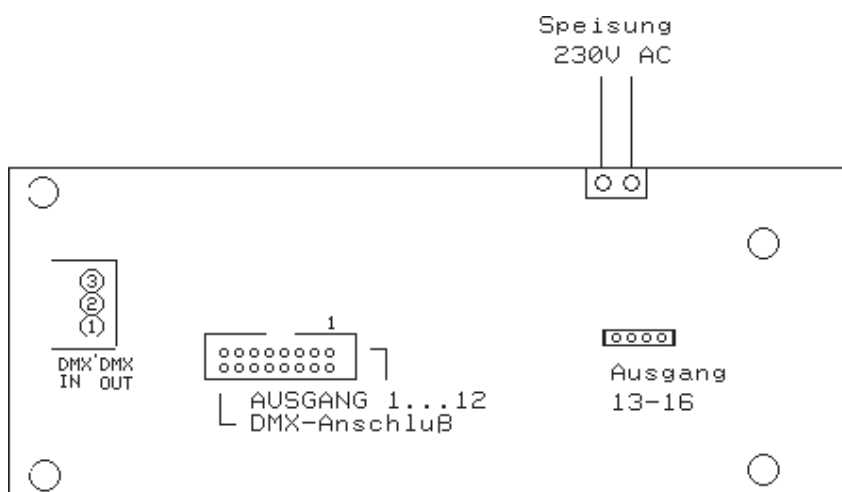 Speisung
230V AC
3
2
1
DMX'DMX
IN OUT
1
AUSGANG 1...12
DMX-Anschluß
Ausgang
13-16